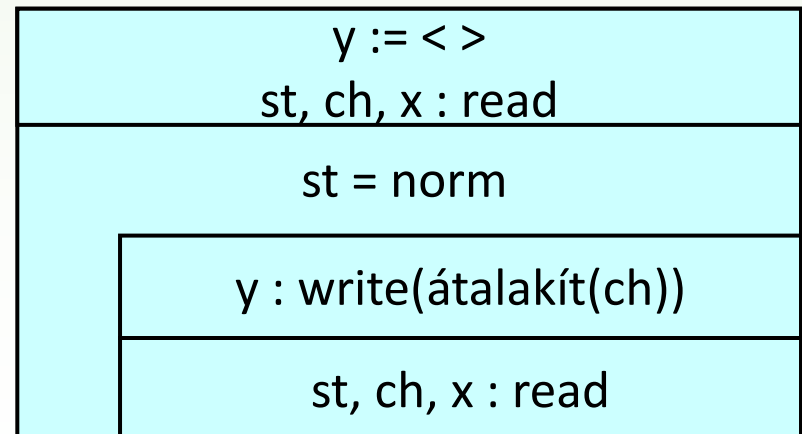 y := < >
st, ch, x : read
st = norm
y : write(átalakít(ch))
st, ch, x : read